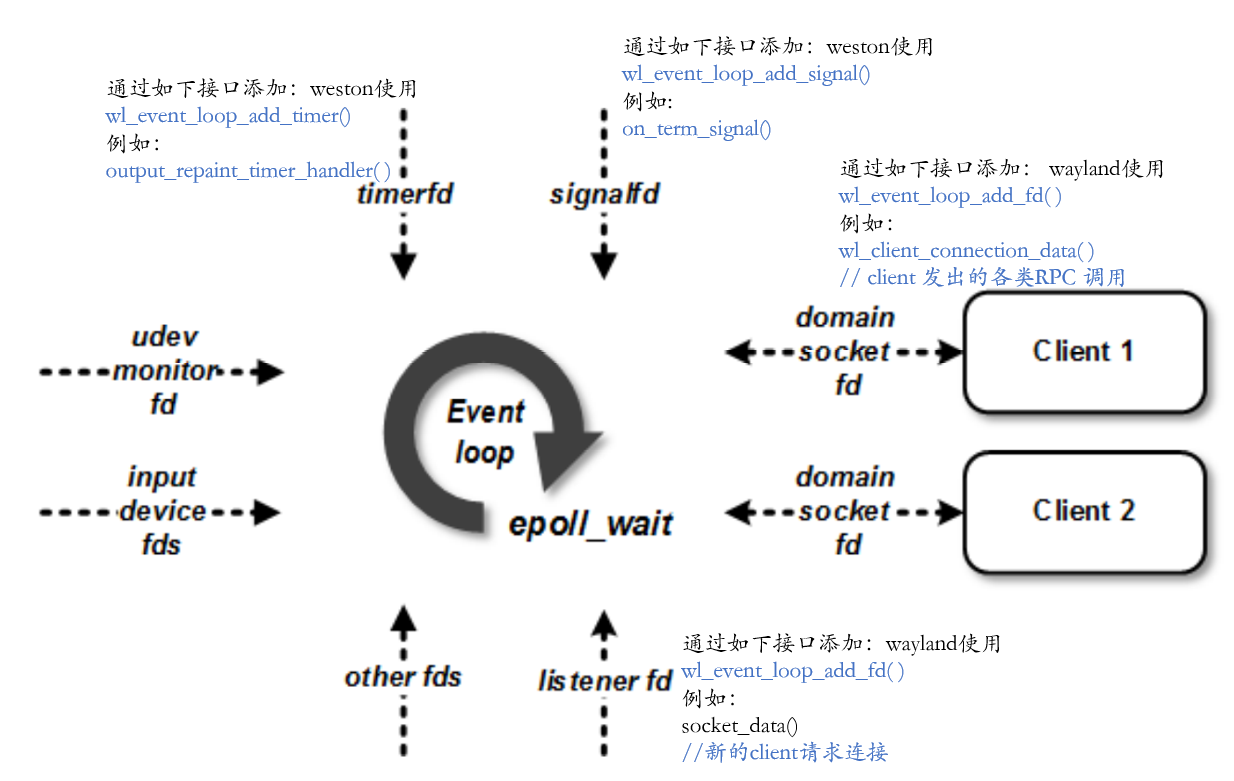 通过如下接口添加：weston使用
wl_event_loop_add_timer()
例如：
output_repaint_timer_handler()
timerfd
通过如下接口添加：weston使用
wl_event_loop_add_signal()
例如:
on_term_signal()
signalfd
通过如下接口添加： wayland使用
wl_event_loop_add_fd()
例如：
wl_client_connection_data()
// client 发出的各类RPC 调用
udev
monitor
fd
domain
socket
fd
Client 1
Event
loop
epoll_wait
input
device
fds
domain
socket
fd
Client 2
other fds
listener fd
通过如下接口添加：wayland使用
wl_event_loop_add_fd()
例如：
socket_data()
//新的client请求连接